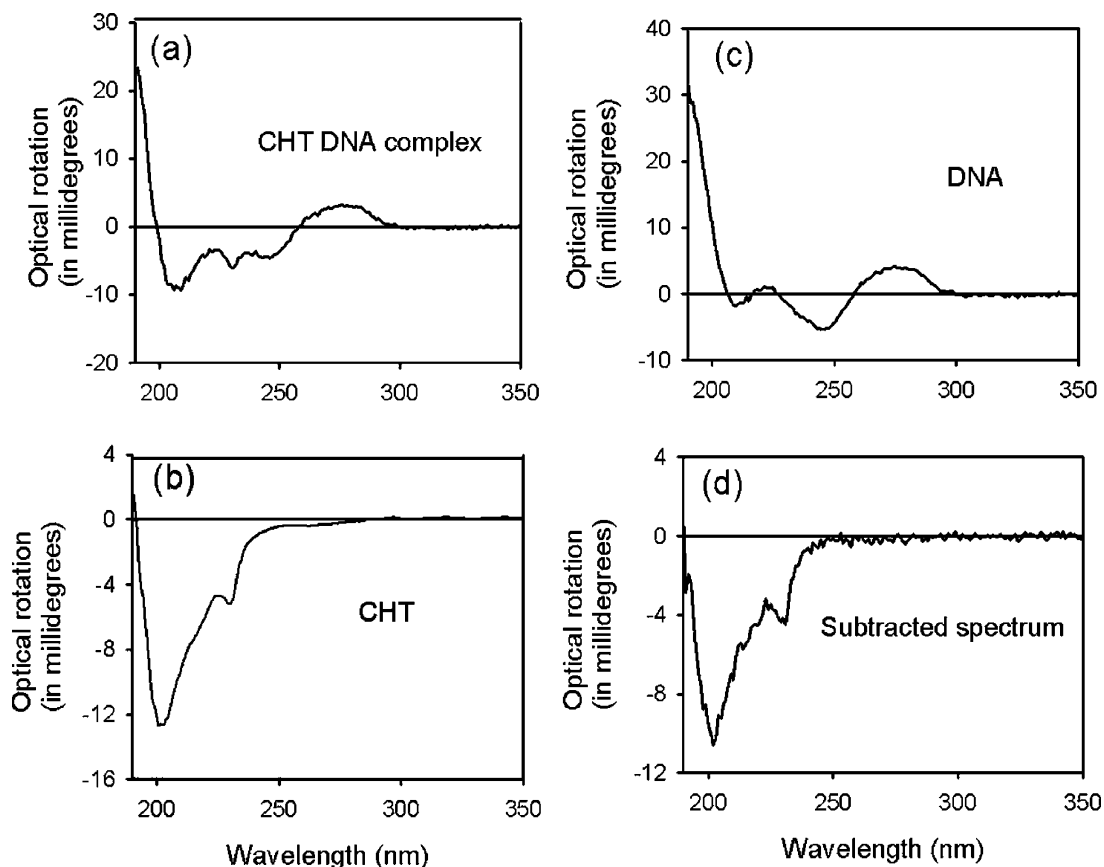 (a)
CHT DNA complex
Optical rotation
(in millidegrees)
30
20
10
0
-10
-20
200
250
300
350
(c)
DNA
Optical rotation
(in millidegrees)
40
30
20
10
0
-10
200
250
300
350
(b)
CHT
Optical rotation
(in millidegrees)
4
0
-4
-8
-12
-16
200
250
300
350
Wavelength (nm)
(d)
Subtracted spectrum
Optical rotation
(in millidegrees)
4
0
-4
-8
-12
200
250
300
350
Wavelength (nm)